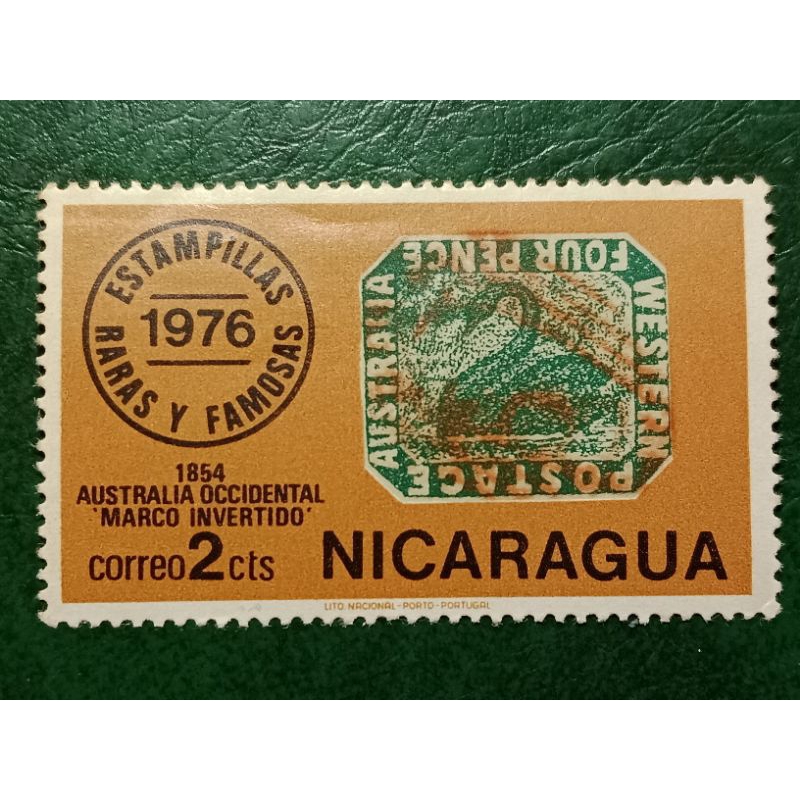 ESTAMPILLAS
1976
RARAS Y FAMOSAS
1854
AUSTRALIA OCCIDENTAL
'MARCO INVERTIDO'
correo 2 cts
NICARAGUA
FOUR PENCE
AUSTRALIA
WESTERN
POSTAGE
LITO. NACIONAL-PORTO-PORTUGAL